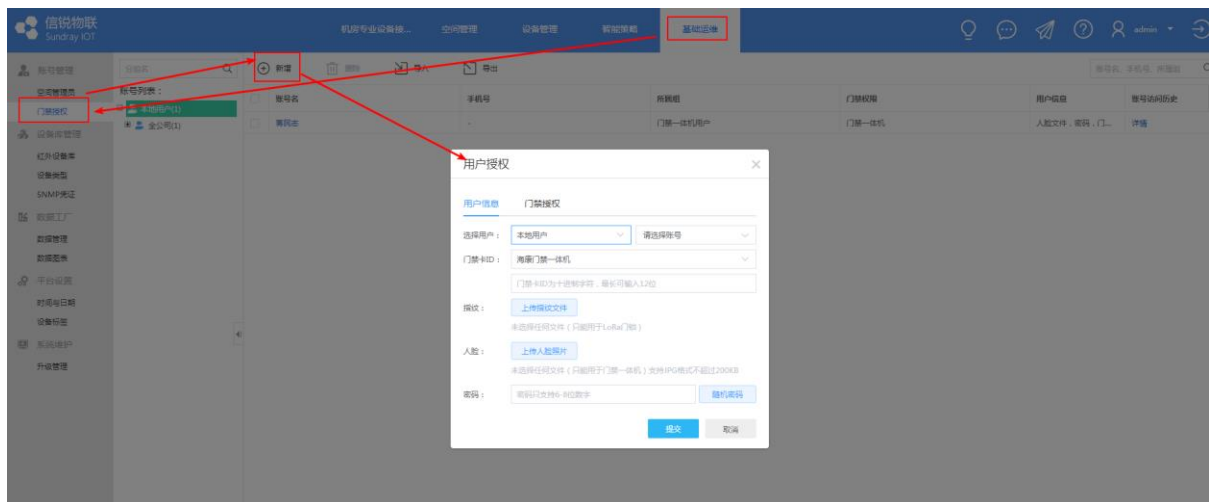 信锐物联
Sundray IOT
机房专业设备接...
空间管理
设备管理
智能策略
基础运维
admin
账号管理
空间管理员
门禁授权
设备库管理
红外设备库
设备类型
SNMP凭证
数据工厂
数据管理
数据图表
平台设置
时间与日期
设备标签
系统维护
升级管理
账号列表：
本地用户(1)
全公司(1)
新增
删除
导入
导出
账号名、手机号、所属组
账号名 手机号 所属组 门禁权限 用户信息 账号访问历史
- 门禁一体机用户 门禁一体机 人脸文件，密码，门... 详情
用户授权
用户信息 门禁授权
选择用户： 本地用户 请选择账号
门禁卡ID： 海康门禁一体机
门禁卡ID为十进制字符，最长可输入12位
指纹： 上传指纹文件
未选择任何文件（只能用于LoRa门锁）
人脸： 上传人脸照片
未选择任何文件（只能用于门禁一体机）支持JPG格式不超过200KB
密码： 密码只支持6-8位数字 随机密码
提交 取消